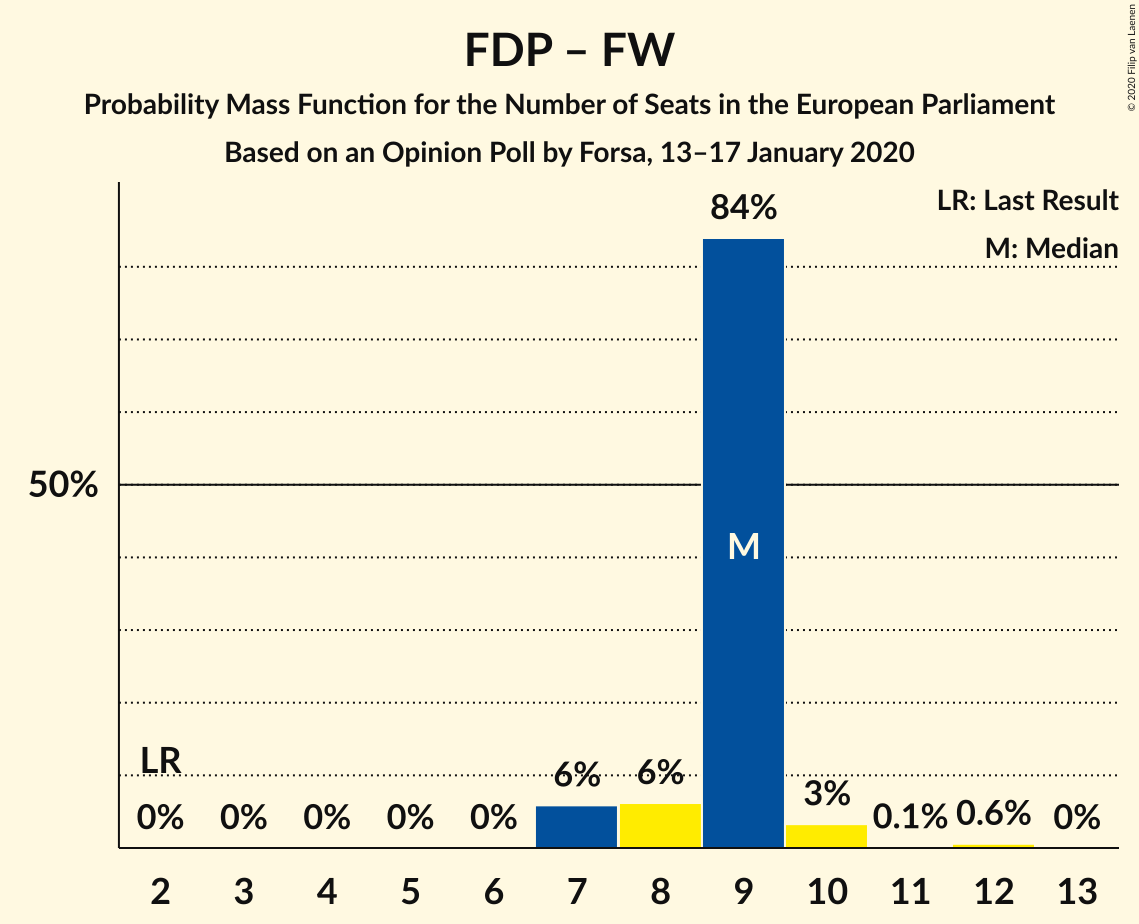 FDP – FW
Probability Mass Function for the Number of Seats in the European Parliament
Based on an Opinion Poll by Forsa, 13–17 January 2020
© 2020 Filip van Laenen
LR: Last Result
M: Median
84%
50%
M
LR
0% 0% 0% 0% 0% 6% 6% 3% 0.1% 0.6% 0%
2 3 4 5 6 7 8 9 10 11 12 13